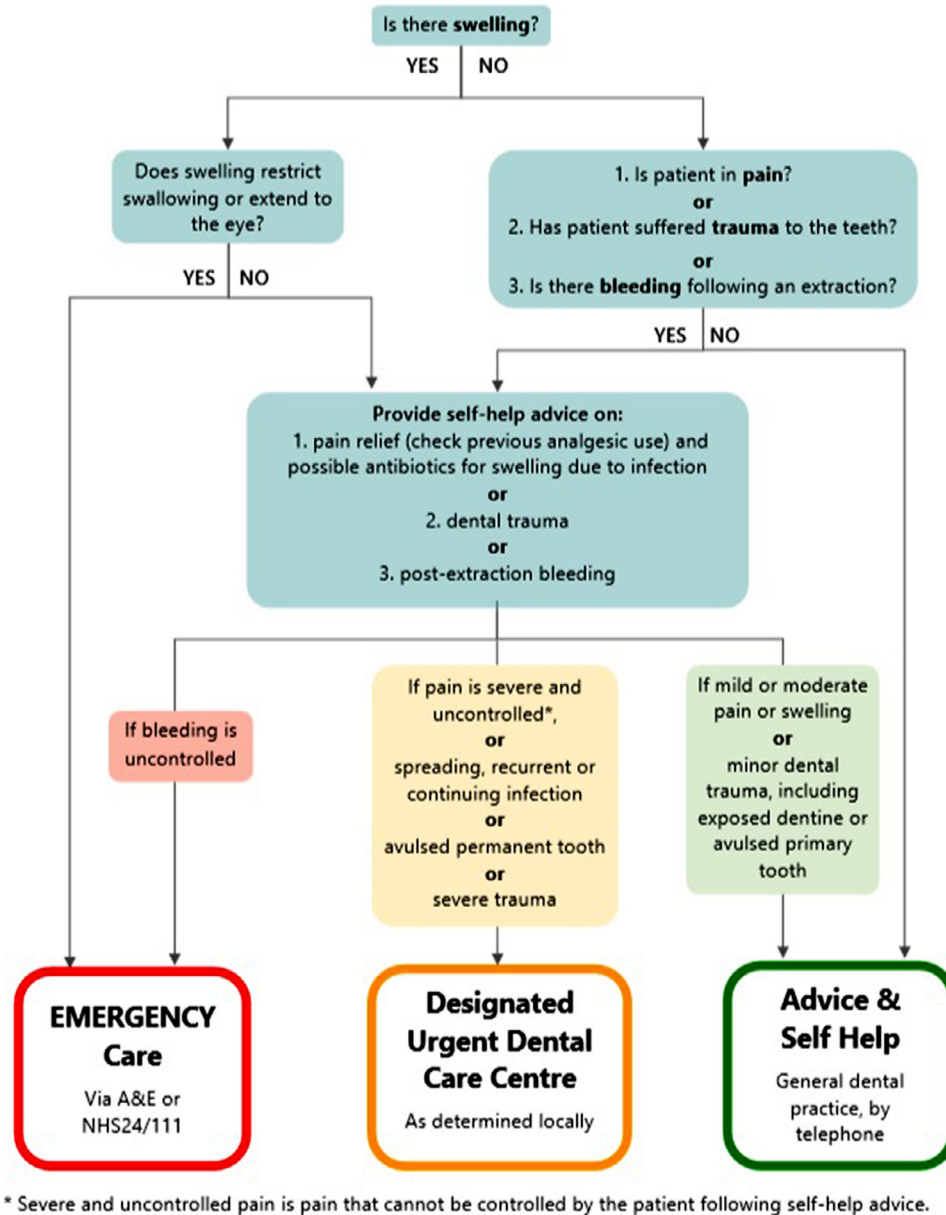 Is there swelling?
YES NO
Does swelling restrict
swallowing or extend to
the eye?
1. Is patient in pain?
or
2. Has patient suffered trauma to the teeth?
or
3. Is there bleeding following an extraction?
YES NO
YES NO
Provide self-help advice on:
1. pain relief (check previous analgesic use) and
possible antibiotics for swelling due to infection
or
2. dental trauma
or
3. post-extraction bleeding
If bleeding is
uncontrolled
If pain is severe and
uncontrolled*,
or
spreading, recurrent or
continuing infection
or
avulsed permanent tooth
or
severe trauma
If mild or moderate
pain or swelling
or
minor dental
trauma, including
exposed dentine or
avulsed primary
tooth
EMERGENCY
Care
Via A&E or
NHS24/111
Designated
Urgent Dental
Care Centre
As determined locally
Advice &
Self Help
General dental
practice, by
telephone
* Severe and uncontrolled pain is pain that cannot be controlled by the patient following self-help advice.